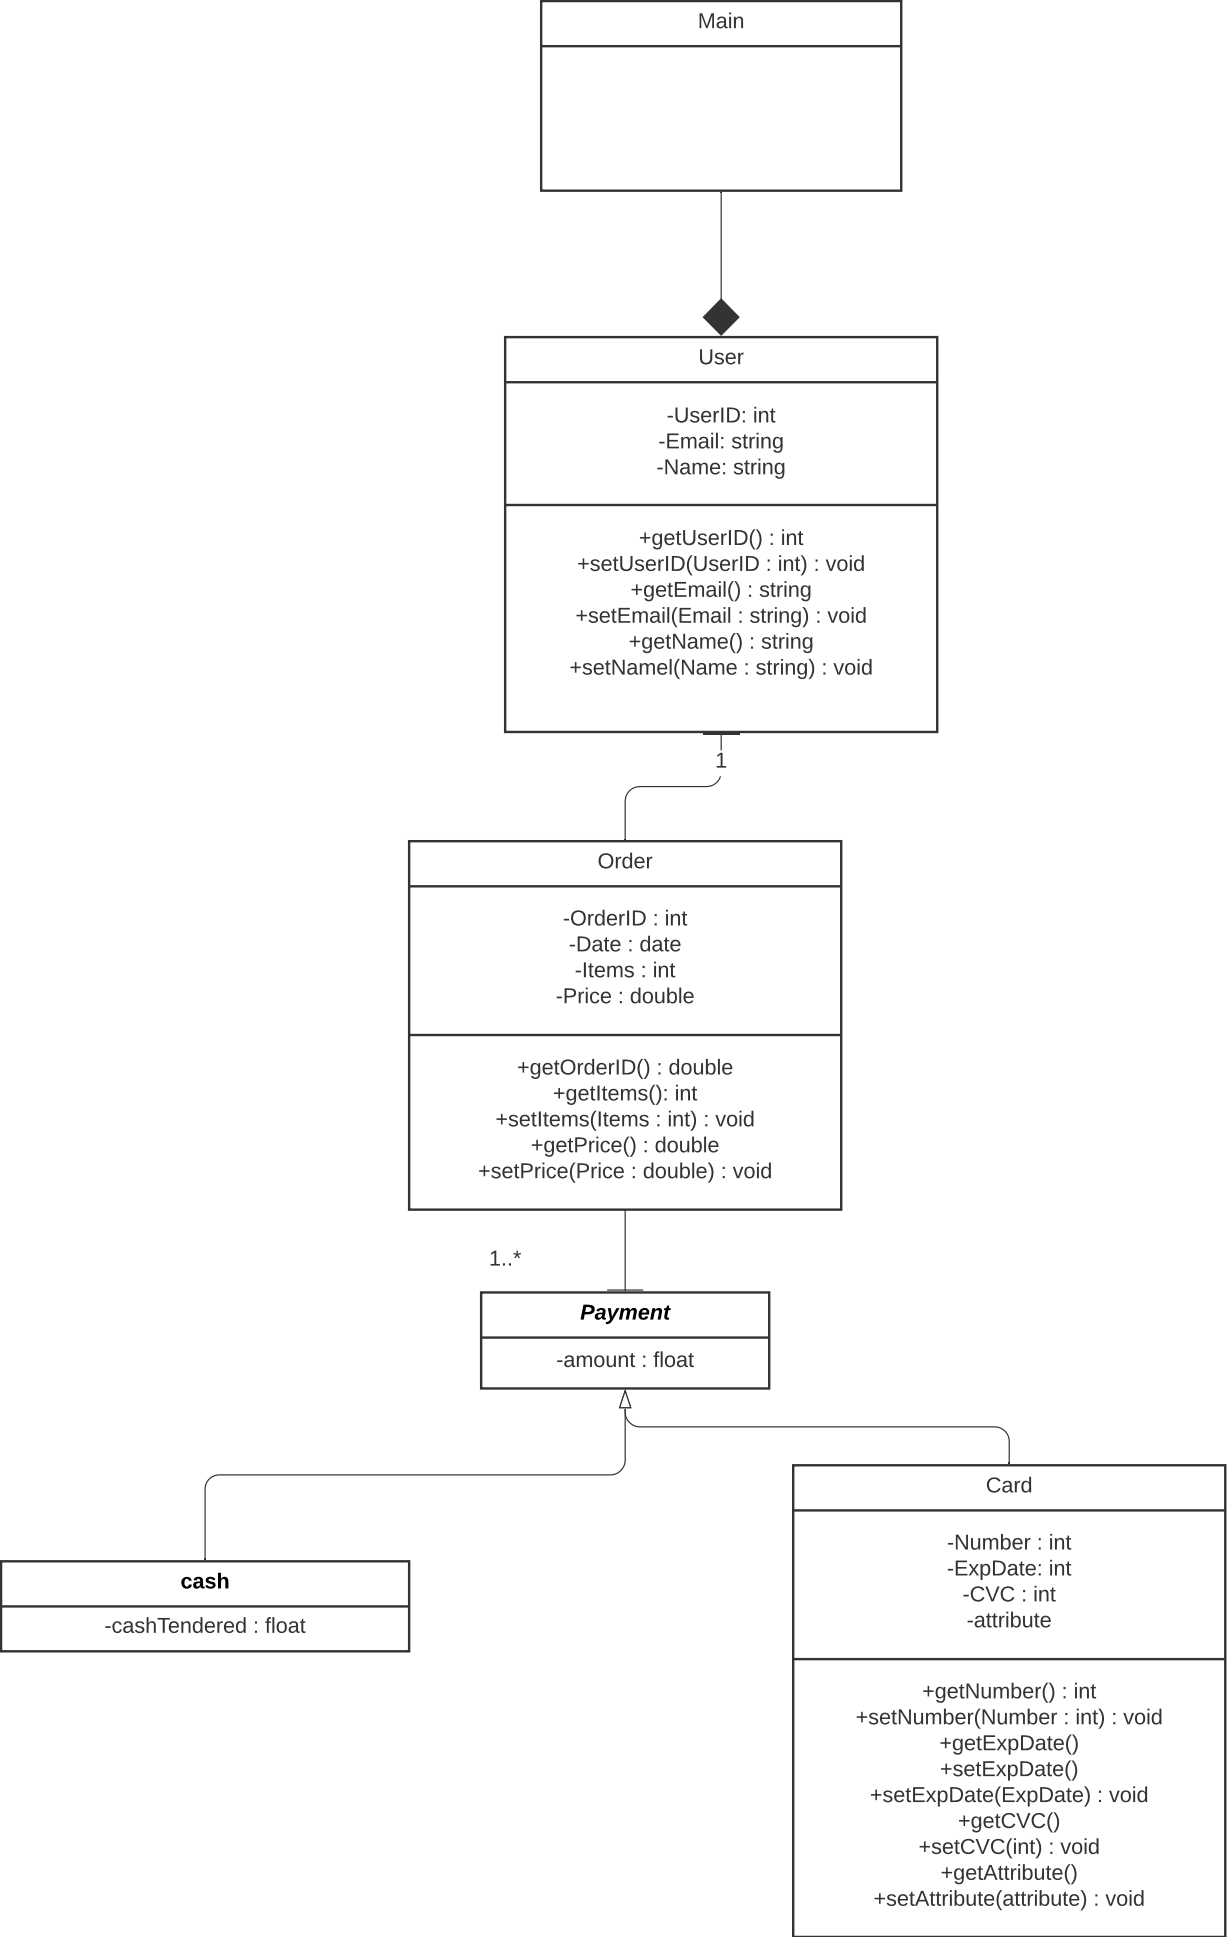 Main
User
-UserID: int
-Email: string
-Name: string
+getUserID() : int
+setUserID(UserID : int) : void
+getEmail() : string
+setEmail(Email : string) : void
+getName() : string
+setNamel(Name : string) : void
1
Order
-OrderID : int
-Date : date
-Items : int
-Price : double
+getOrderID() : double
+getItems(): int
+setItems(Items : int) : void
+getPrice() : double
+setPrice(Price : double) : void
1..*
Payment
-amount : float
cash
-cashTendered : float
Card
-Number : int
-ExpDate: int
-CVC : int
-attribute
+getNumber() : int
+setNumber(Number : int) : void
+getExpDate()
+setExpDate()
+setExpDate(ExpDate) : void
+getCVC()
+setCVC(int) : void
+getAttribute()
+setAttribute(attribute) : void